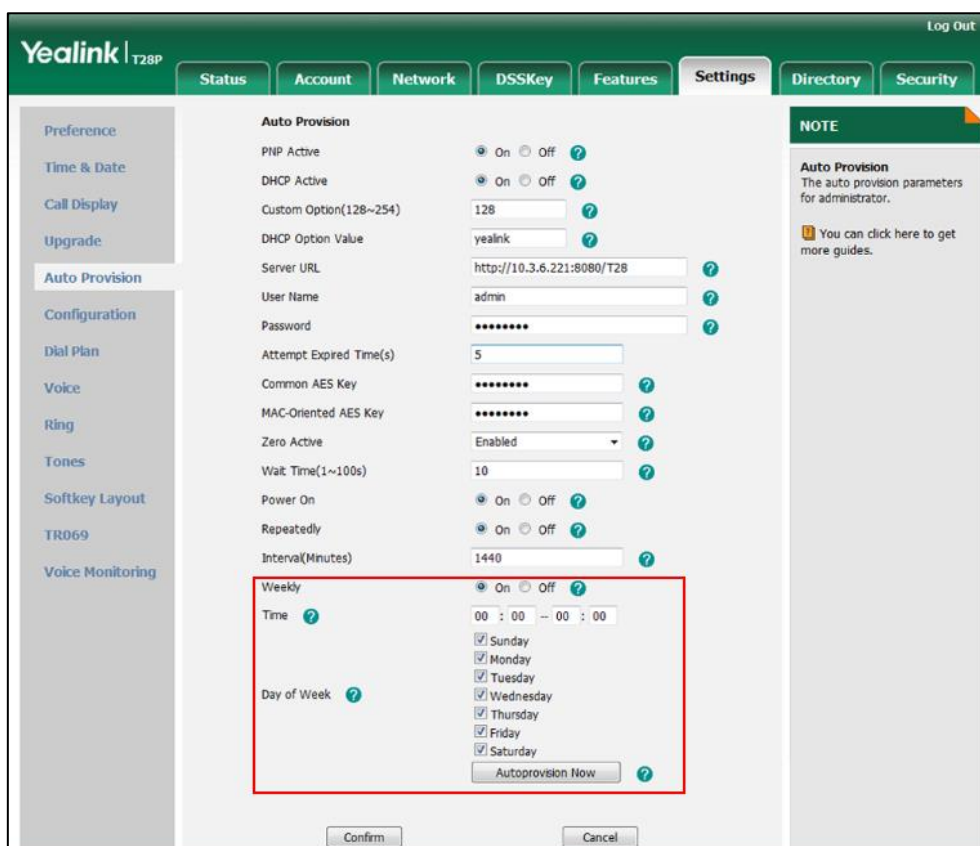 Log Out
Yealink T28P
Status Account Network DSSKey Features Settings Directory Security
Preference
Time & Date
Call Display
Upgrade
Auto Provision
Configuration
Dial Plan
Voice
Ring
Tones
Softkey Layout
TR069
Voice Monitoring
Auto Provision
PNP Active On Off ?
DHCP Active On Off ?
Custom Option(128~254) 128 ?
DHCP Option Value yealink ?
Server URL http://10.3.6.221:8080/T28 ?
User Name admin ?
Password •••••••• ?
Attempt Expired Time(s) 5
Common AES Key •••••••• ?
MAC-Oriented AES Key •••••••• ?
Zero Active Enabled ?
Wait Time(1~100s) 10 ?
Power On On Off ?
Repeatedly On Off ?
Interval(Minutes) 1440 ?
Weekly On Off ?
Time ? 00 : 00 -- 00 : 00
Day of Week ?
Sunday
Monday
Tuesday
Wednesday
Thursday
Friday
Saturday
Autoprovision Now ?
Confirm Cancel
NOTE
Auto Provision
The auto provision parameters
for administrator.
You can click here to get
more guides.